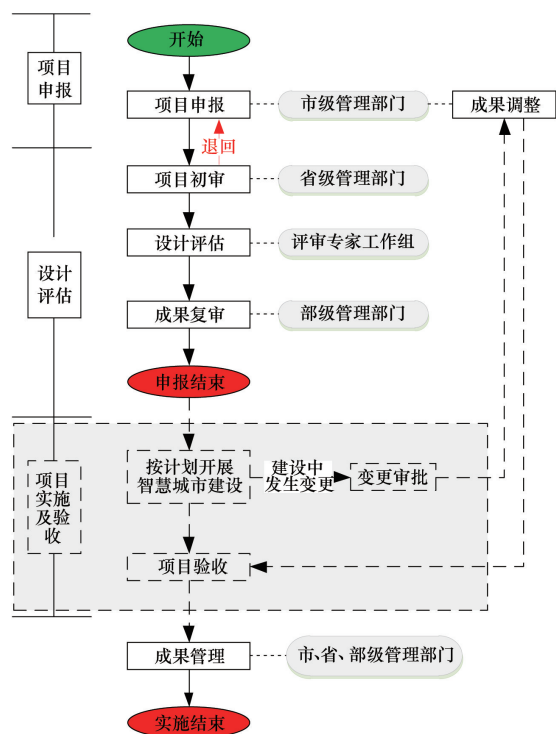 开始
项目
申报
项目申报
市级管理部门
成果调整
退回
项目初审
省级管理部门
设计评估
评审专家工作组
设计
评估
成果复审
部级管理部门
申报结束
按计划开展
智慧城市建设
建设中
发生变更
变更审批
项目
实施
及验
收
项目验收
成果管理
市、省、部级管理部门
实施结束